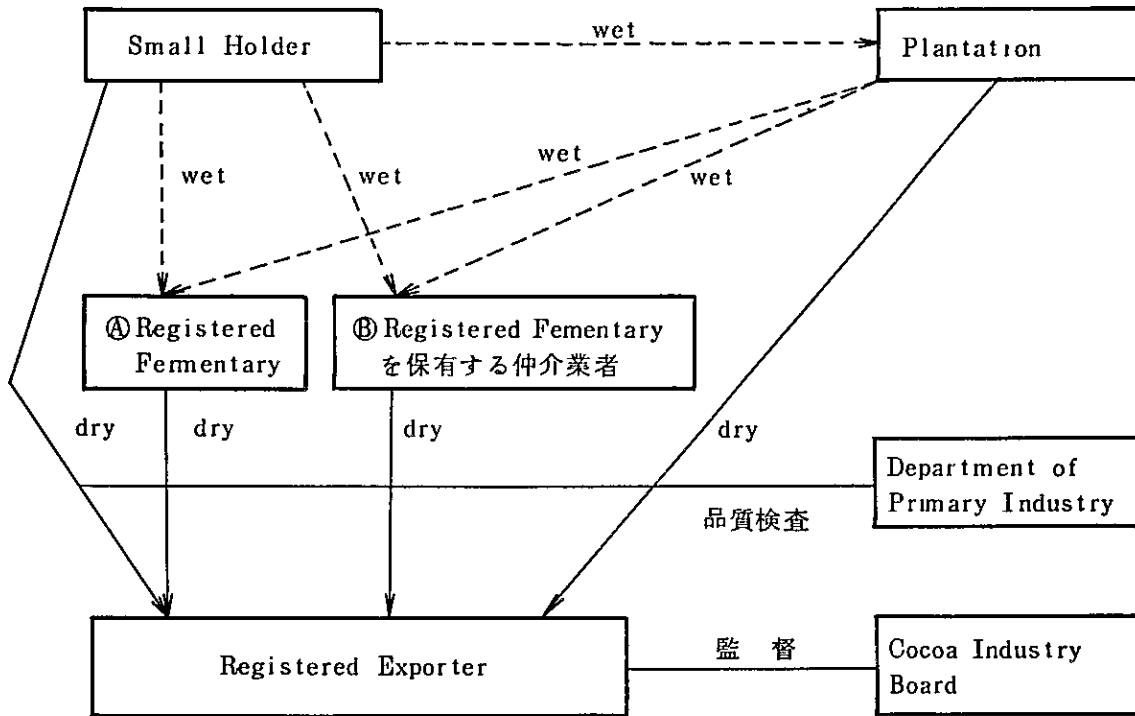 wet
Small Holder
Plantation
wet
wet
wet
wet
Ⓐ Registered
Fermentary
Ⓑ Registered Fementary
を保有する仲介業者
dry
dry
dry
dry
Department of
Primary Industry
品質検査
Registered Exporter
監 督
Cocoa Industry
Board